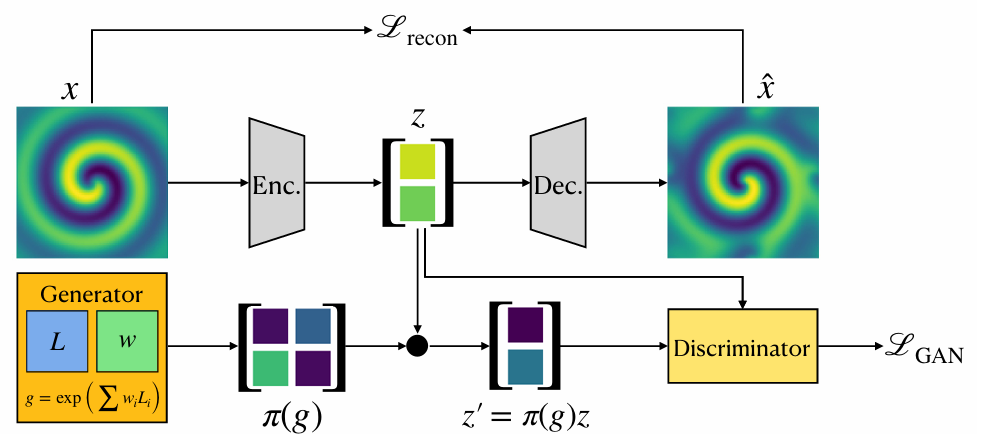 ℒ_recon
x
x̂
z
Enc.
Dec.
Generator
L w
g = exp ( ∑ w_i L_i )
π(g)
z′ = π(g)z
Discriminator
ℒ_GAN